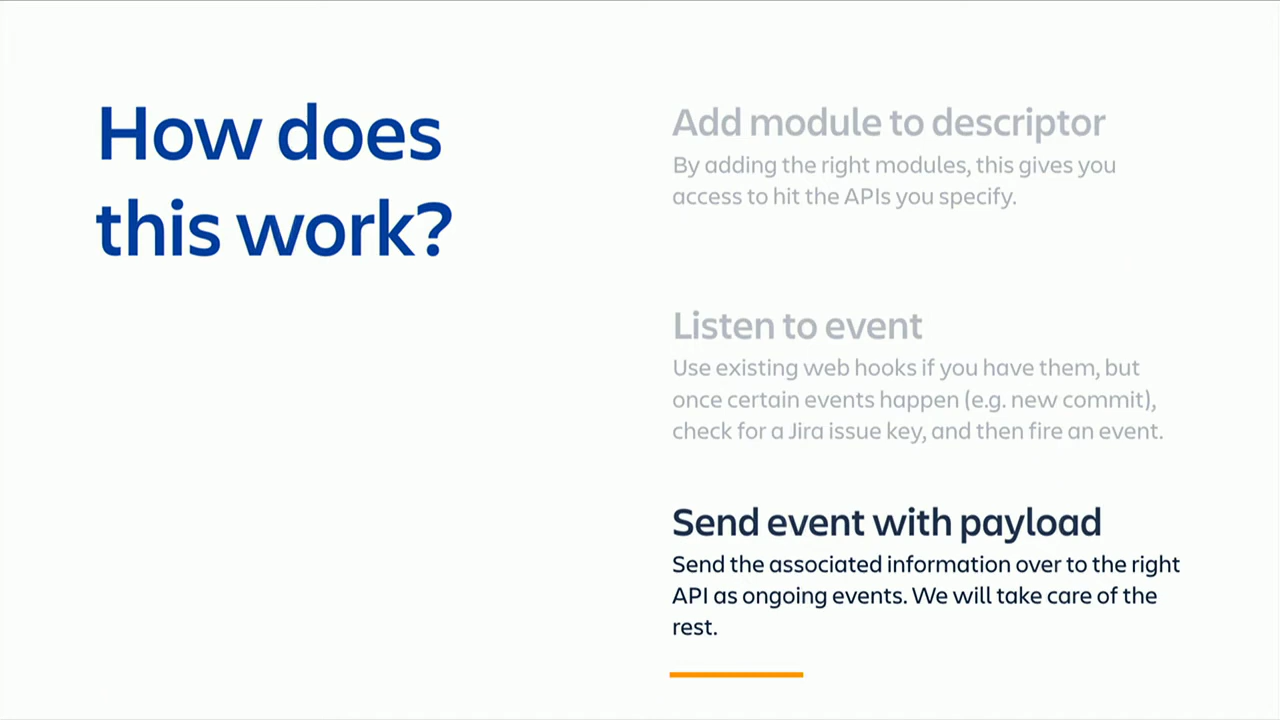 How does
this work?
Add module to descriptor
By adding the right modules, this gives you
access to hit the APIs you specify.
Listen to event
Use existing web hooks if you have them, but
once certain events happen (e.g. new commit),
check for a Jira issue key, and then fire an event.
Send event with payload
Send the associated information over to the right
API as ongoing events. We will take care of the
rest.